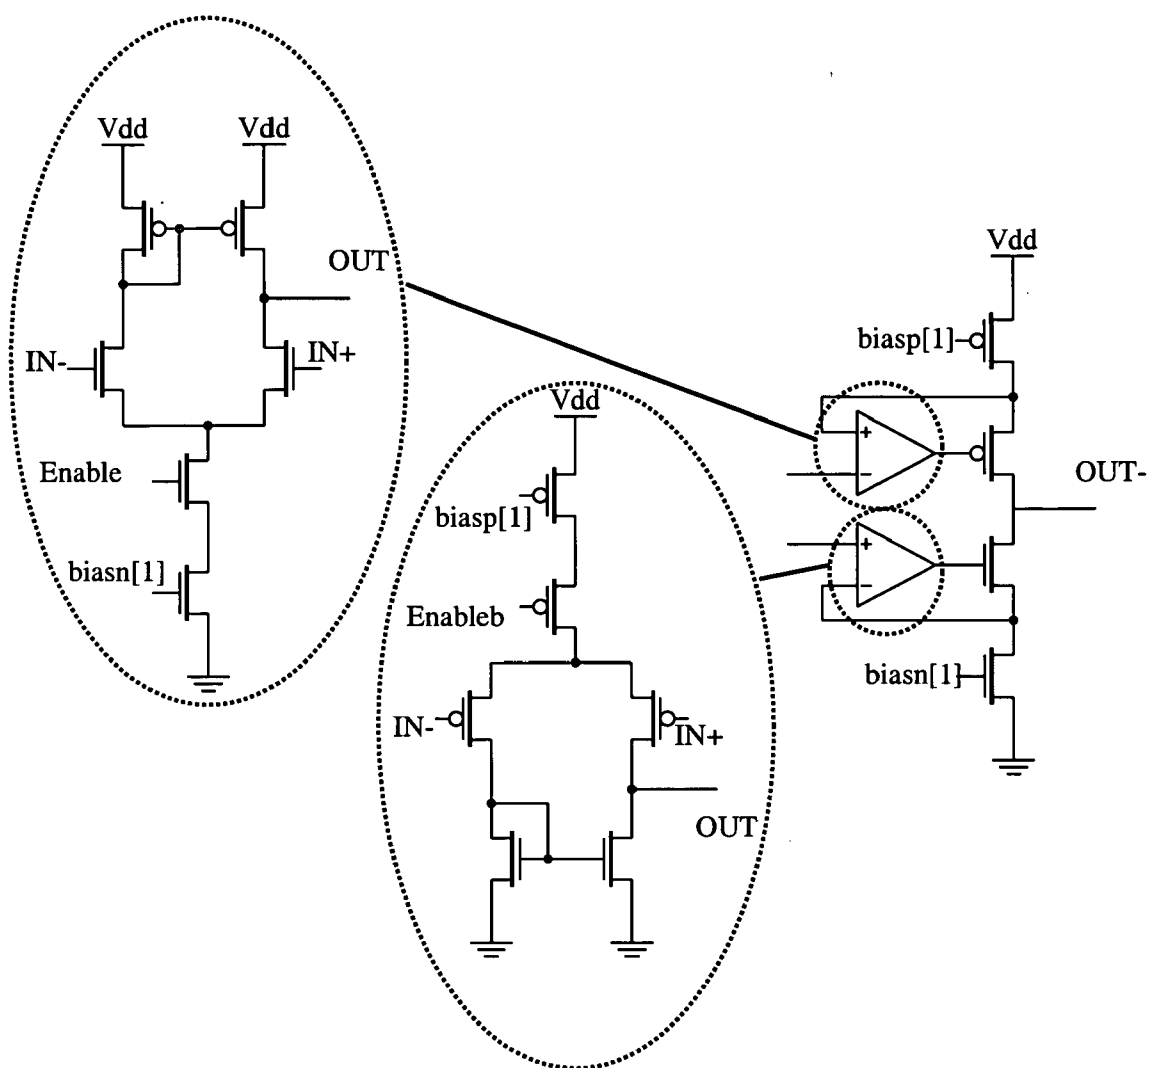 Vdd Vdd
OUT
IN- IN+
Enable
biasn[1]
Vdd
biasp[1]
Enableb
IN- IN+
OUT
Vdd
biasp[1]
+
−
OUT-
+
−
biasn[1]